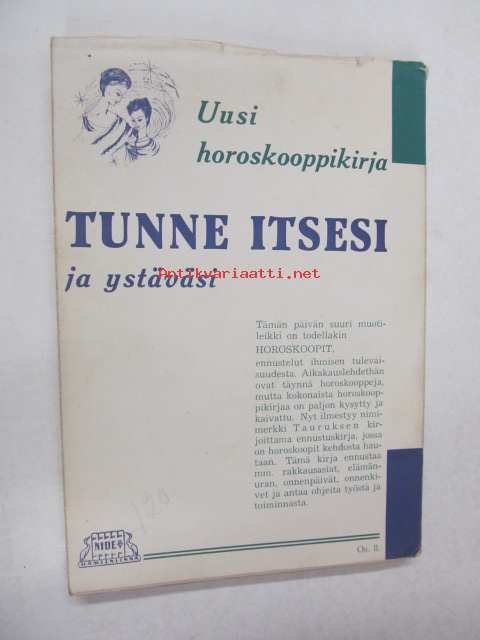 Uusi
horoskooppikirja
TUNNE ITSESI
ja ystäväsi
Antikvariaatti.net
Tämän päivän suuri muoti-
leikki on todellakin
HOROSKOOPIT,
ennustelut ihmisen tulevai-
suudesta. Aikakauslehdethän
ovat täynnä horoskooppeja,
mutta kokonaista horoskoop-
pikirjaa on paljon kysytty ja
kaivattu. Nyt ilmestyy nimi-
merkki Tauruksen kir-
joittama ennustuskirja, jossa
on horoskoopit kehdosta hau-
taan. Tämä kirja ennustaa
mm. rakkausasiat, elämän-
uran, onnenpäivät, onnenki-
vet ja antaa ohjeita työstä ja
toiminnasta.
120
NIDE
HÄMEENLINNA